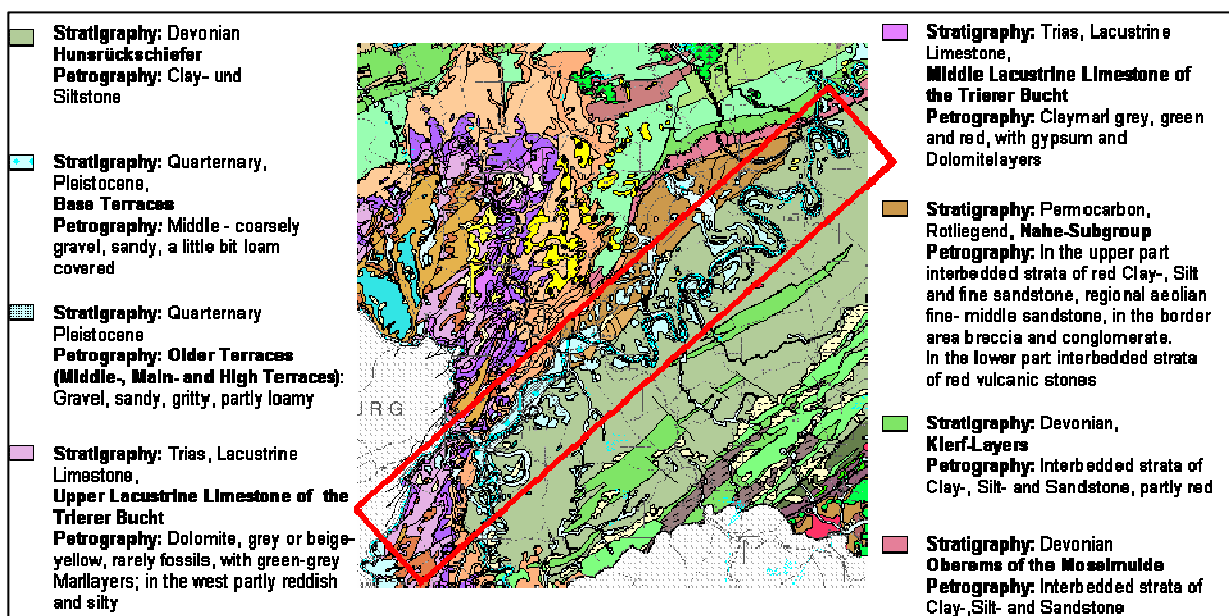 Stratigraphy: Devonian
Hunsrückschiefer
Petrography: Clay- und
Siltstone
Stratigraphy: Quarternary,
Pleistocene,
Base Terraces
Petrography: Middle - coarsely
gravel, sandy, a little bit loam
covered
Stratigraphy: Quarternary
Pleistocene
Petrography: Older Terraces
(Middle-, Main- and High Terraces):
Gravel, sandy, gritty, partly loamy
Stratigraphy: Trias, Lacustrine
Limestone,
Upper Lacustrine Limestone of the
Trierer Bucht
Petrography: Dolomite, grey or beige-
yellow, rarely fossils, with green-grey
Marllayers; in the west partly reddish
and silty
URG
T
Stratigraphy: Trias, Lacustrine
Limestone,
Middle Lacustrine Limestone of
the Trierer Bucht
Petrography: Claymarl grey, green
and red, with gypsum and
Dolomitelayers
Stratigraphy: Permocarbon,
Rotliegend, Nahe-Subgroup
Petrography: In the upper part
interbedded strata of red Clay-, Silt
and fine sandstone, regional aeolian
fine- middle sandstone, in the border
area breccia and conglomerate.
In the lower part interbedded strata
of red vulcanic stones
Stratigraphy: Devonian,
Klerf-Layers
Petrography: Interbedded strata of
Clay-, Silt- and Sandstone, partly red
Stratigraphy: Devonian
Oberems of the Moselmulde
Petrography: Interbedded strata of
Clay-,Silt- and Sandstone